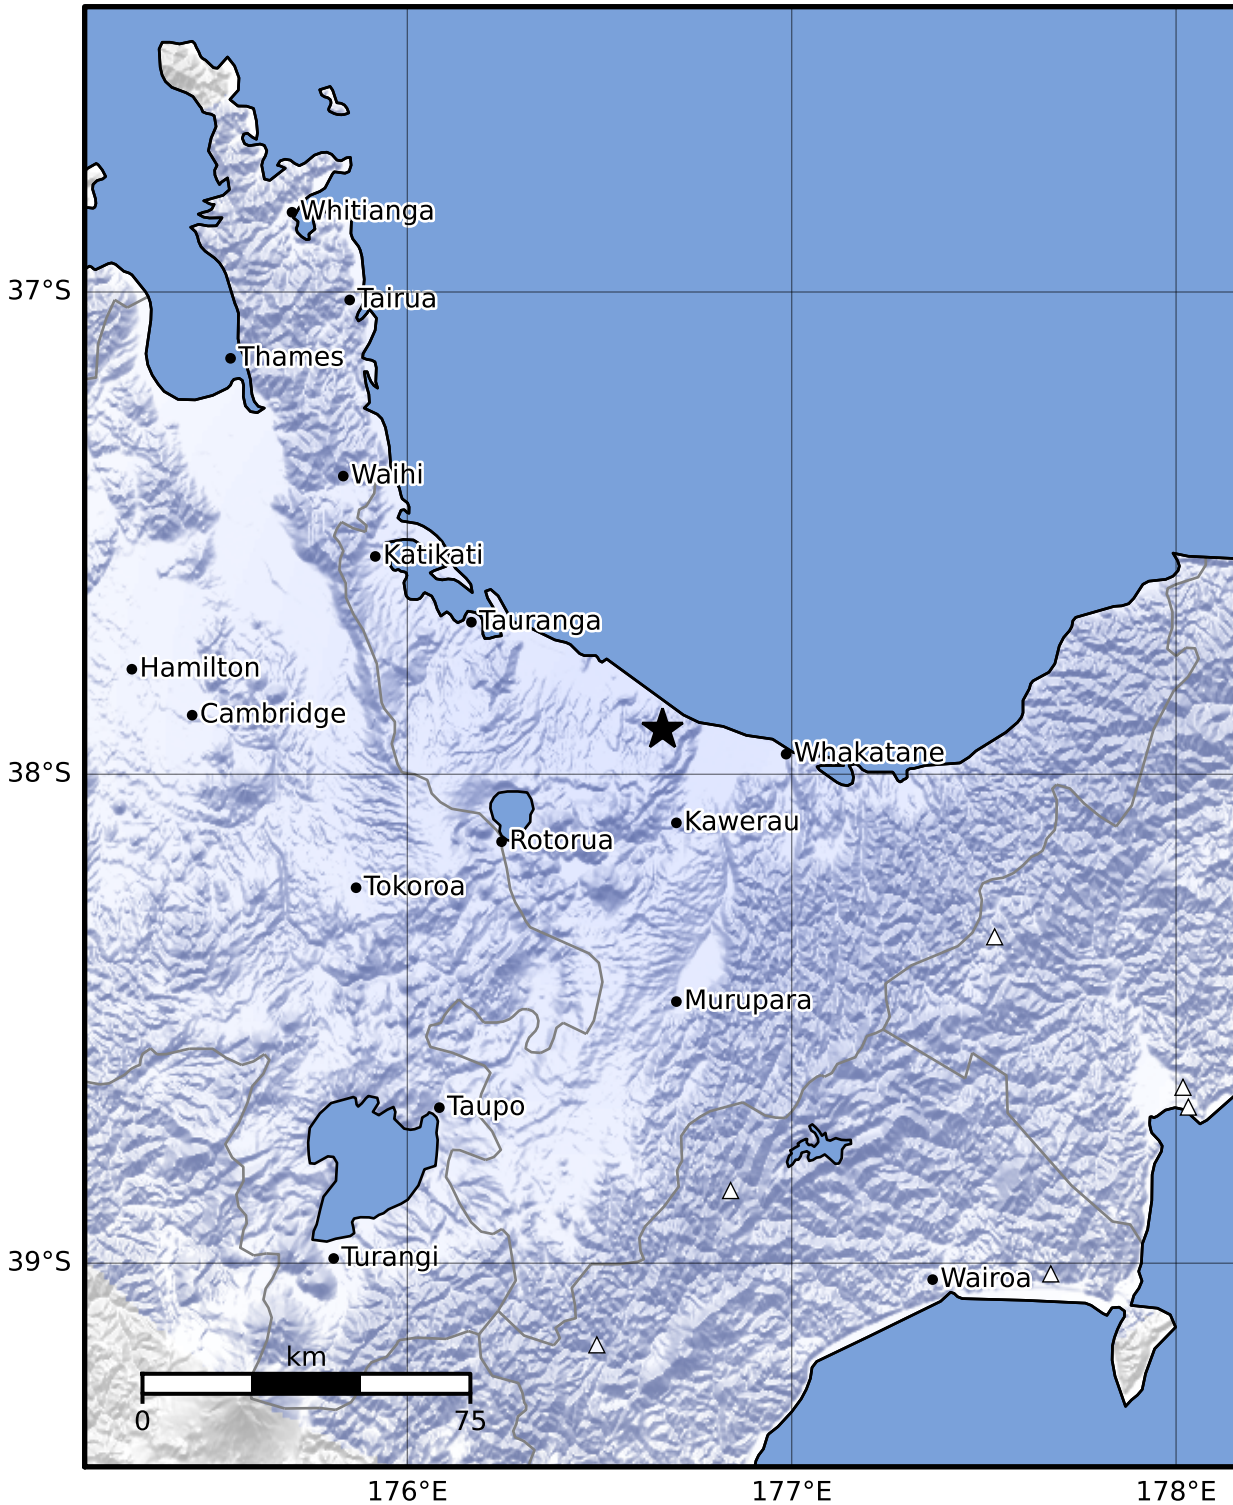 Whitianga
37°S
Tairua
Thames
Waihi
Katikati
Tauranga
Hamilton
Cambridge
Whakatane
38°S
Kawerau
Rotorua
Tokoroa
Murupara
Taupo
Turangi
39°S
Wairoa
km
0 75
176°E 177°E 178°E